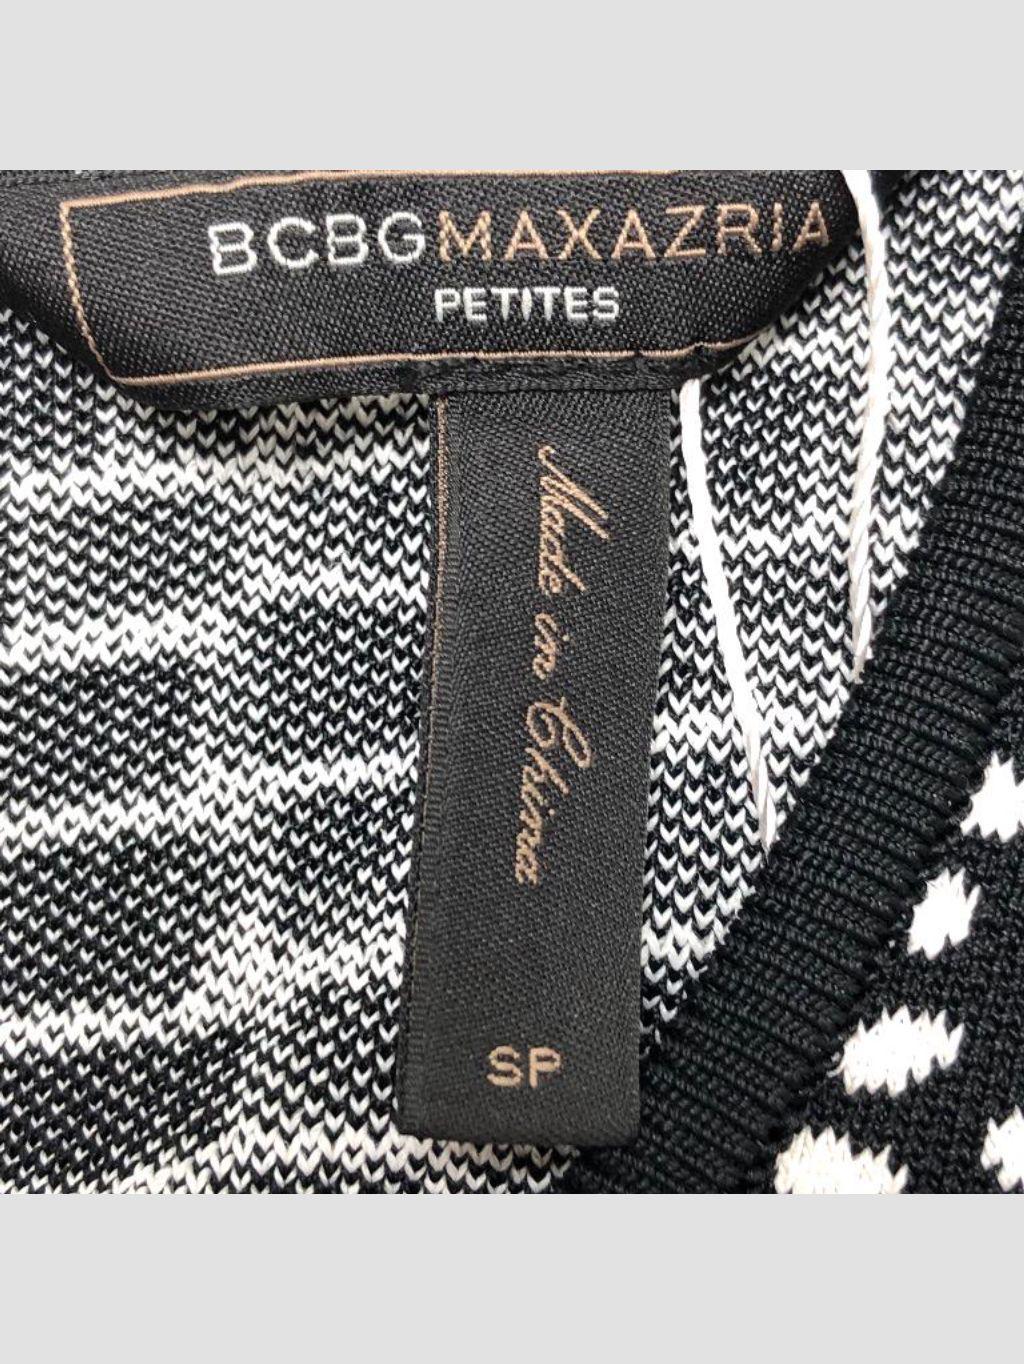 BCBGMAXAZRIA
PETITES
Made in China
SP